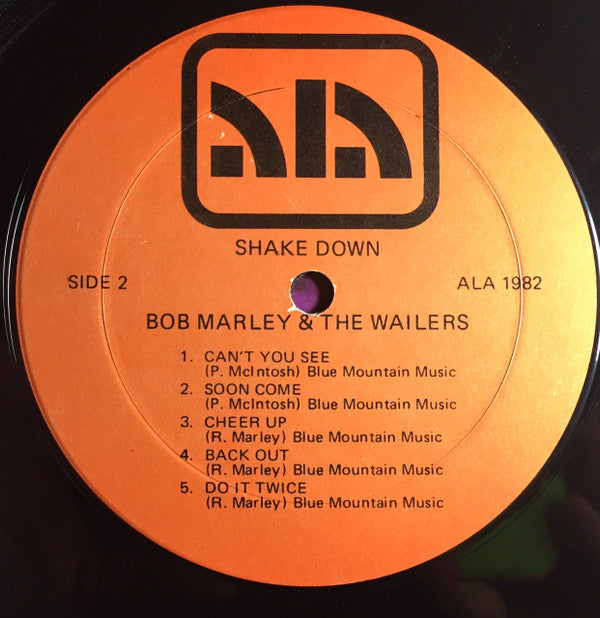 ala
SHAKE DOWN
SIDE 2
ALA 1982
BOB MARLEY & THE WAILERS
1. CAN'T YOU SEE
(P. McIntosh) Blue Mountain Music
2. SOON COME
(P. McIntosh) Blue Mountain Music
3. CHEER UP
(R. Marley) Blue Mountain Music
4. BACK OUT
(R. Marley) Blue Mountain Music
5. DO IT TWICE
(R. Marley) Blue Mountain Music